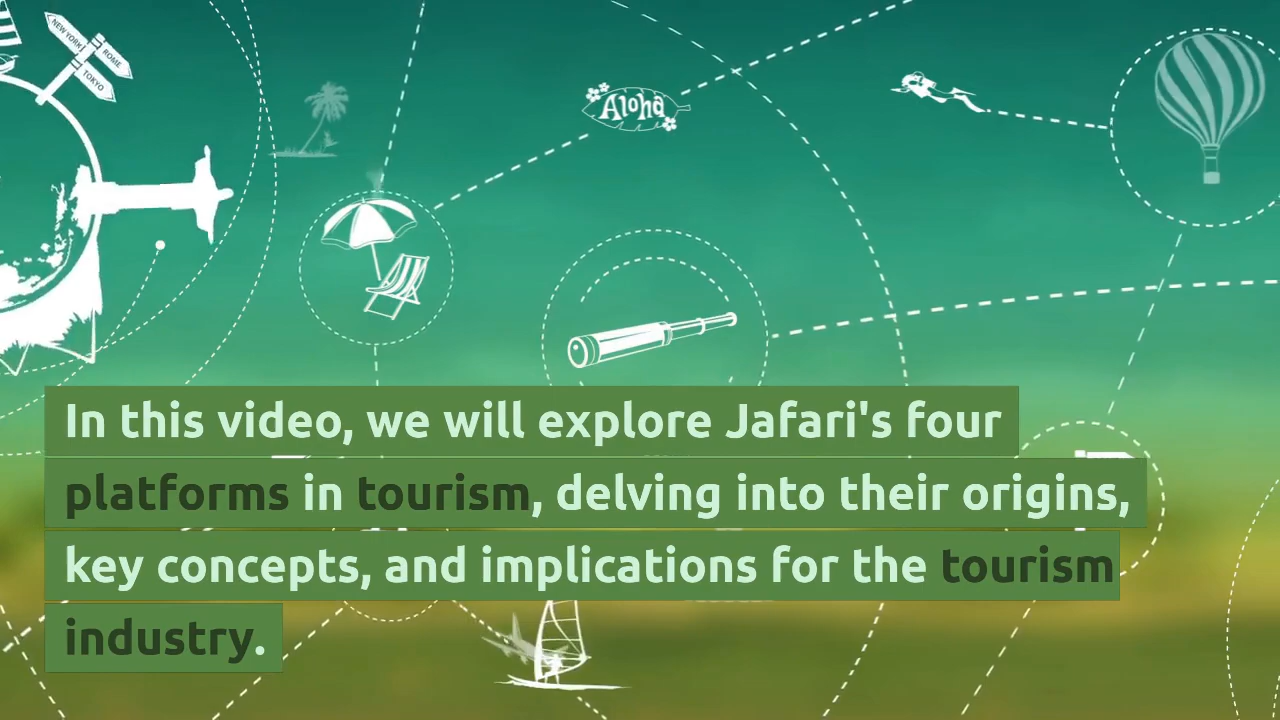 NEW YORK
ROME
TOKYO
Aloha
In this video, we will explore Jafari's four
platforms in tourism, delving into their origins,
key concepts, and implications for the tourism
industry.